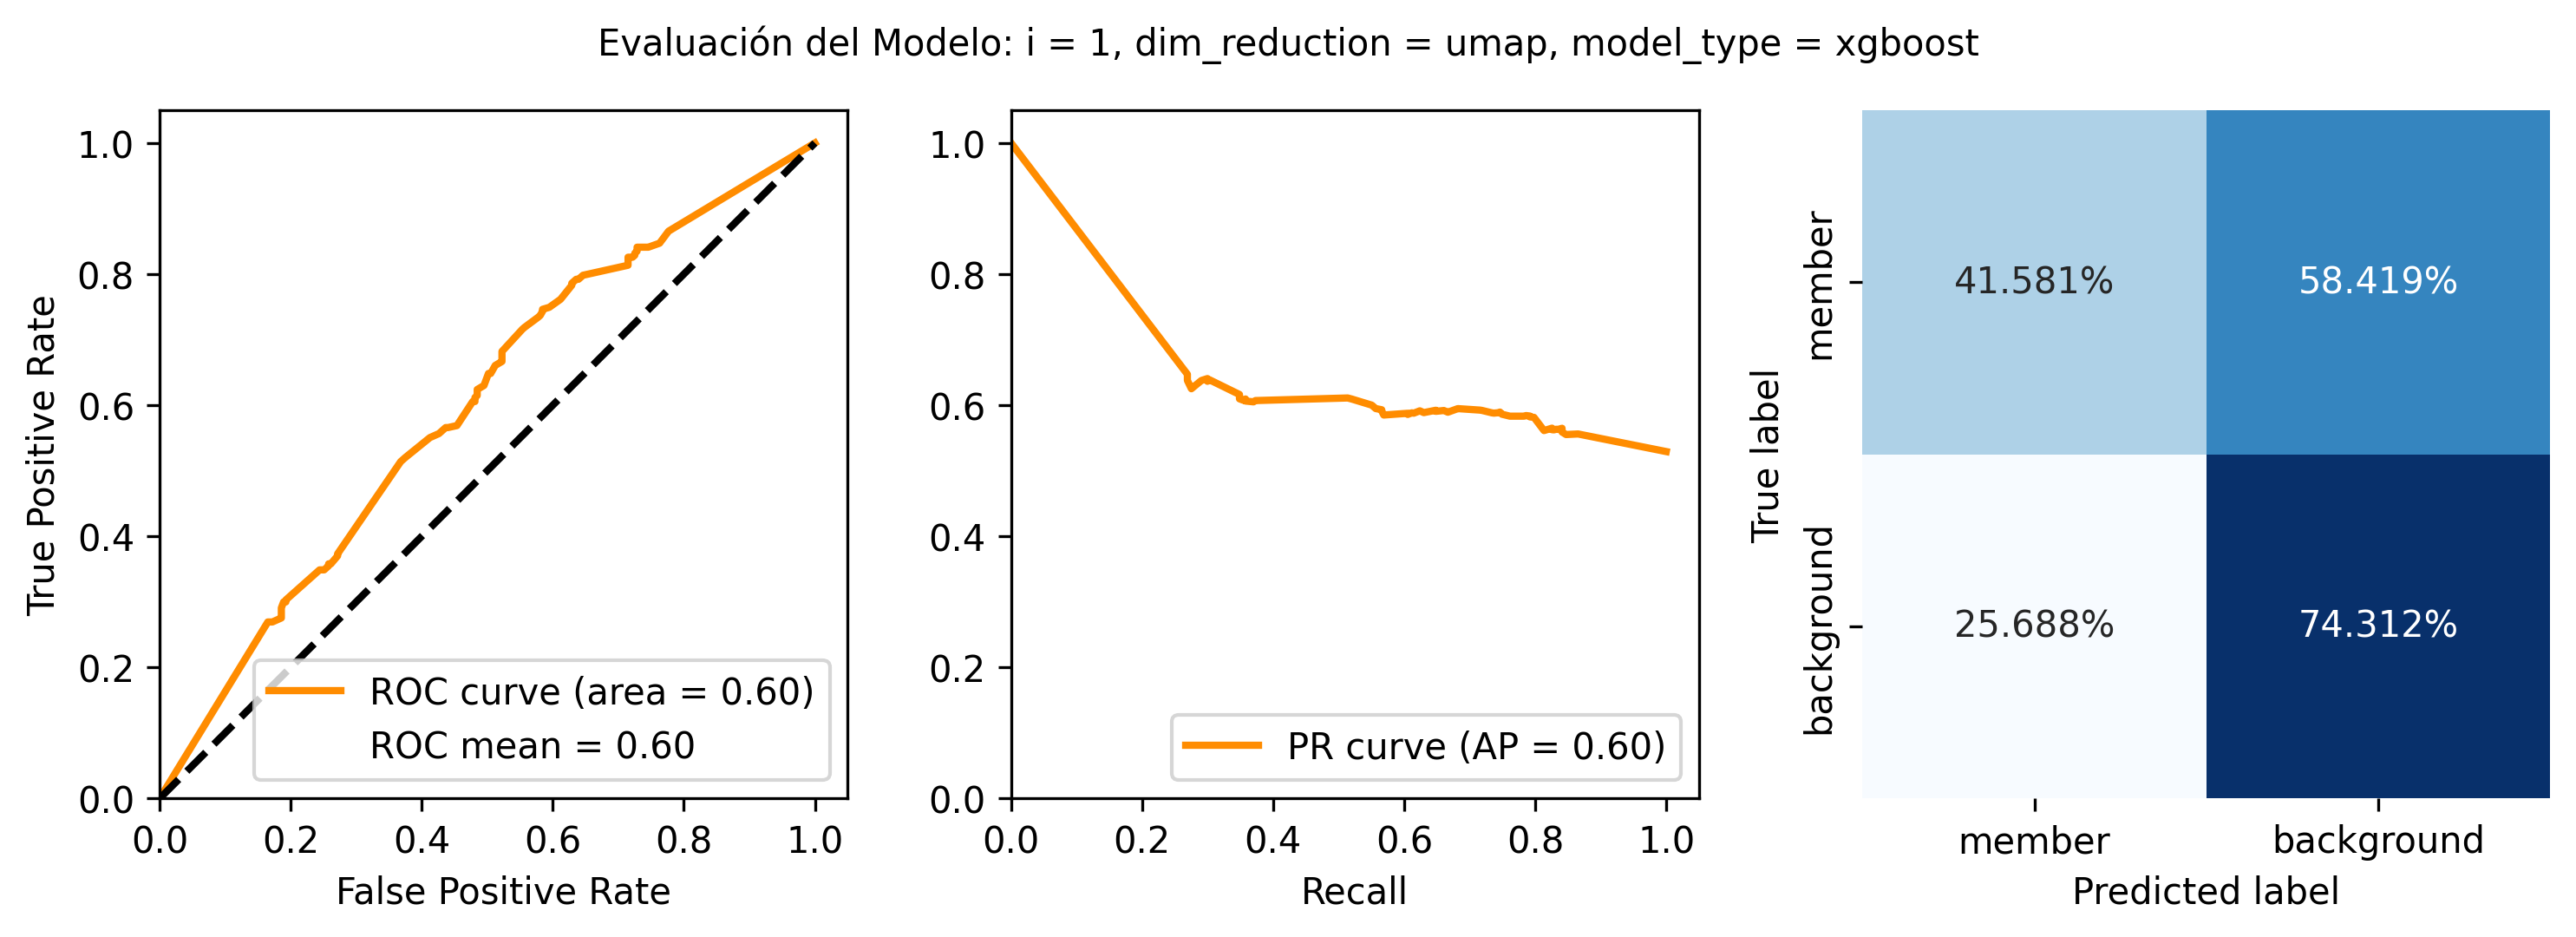 Evaluación del Modelo: i = 1, dim_reduction = umap, model_type = xgboost
True Positive Rate
1.0
0.8
0.6
0.4
0.2
0.0
0.0 0.2 0.4 0.6 0.8 1.0
False Positive Rate
ROC curve (area = 0.60)
ROC mean = 0.60
1.0
0.8
0.6
0.4
0.2
0.0
0.0 0.2 0.4 0.6 0.8 1.0
Recall
PR curve (AP = 0.60)
True label
member
background
41.581% 58.419%
25.688% 74.312%
member background
Predicted label